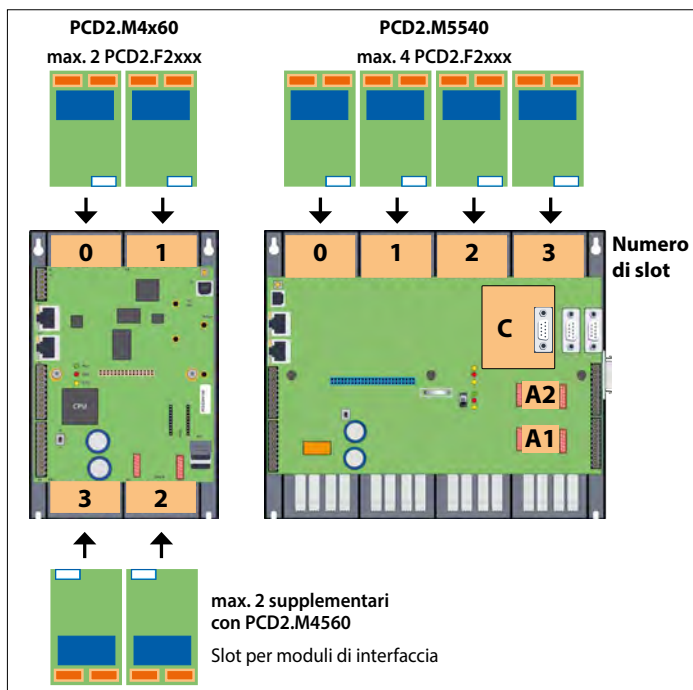 PCD2.M4x60
max. 2 PCD2.F2xxx
PCD2.M5540
max. 4 PCD2.F2xxx
0
1
0
1
2
3
Numero
di slot
C
A2
A1
CPU
3
2
max. 2 supplementari
con PCD2.M4560
Slot per moduli di interfaccia